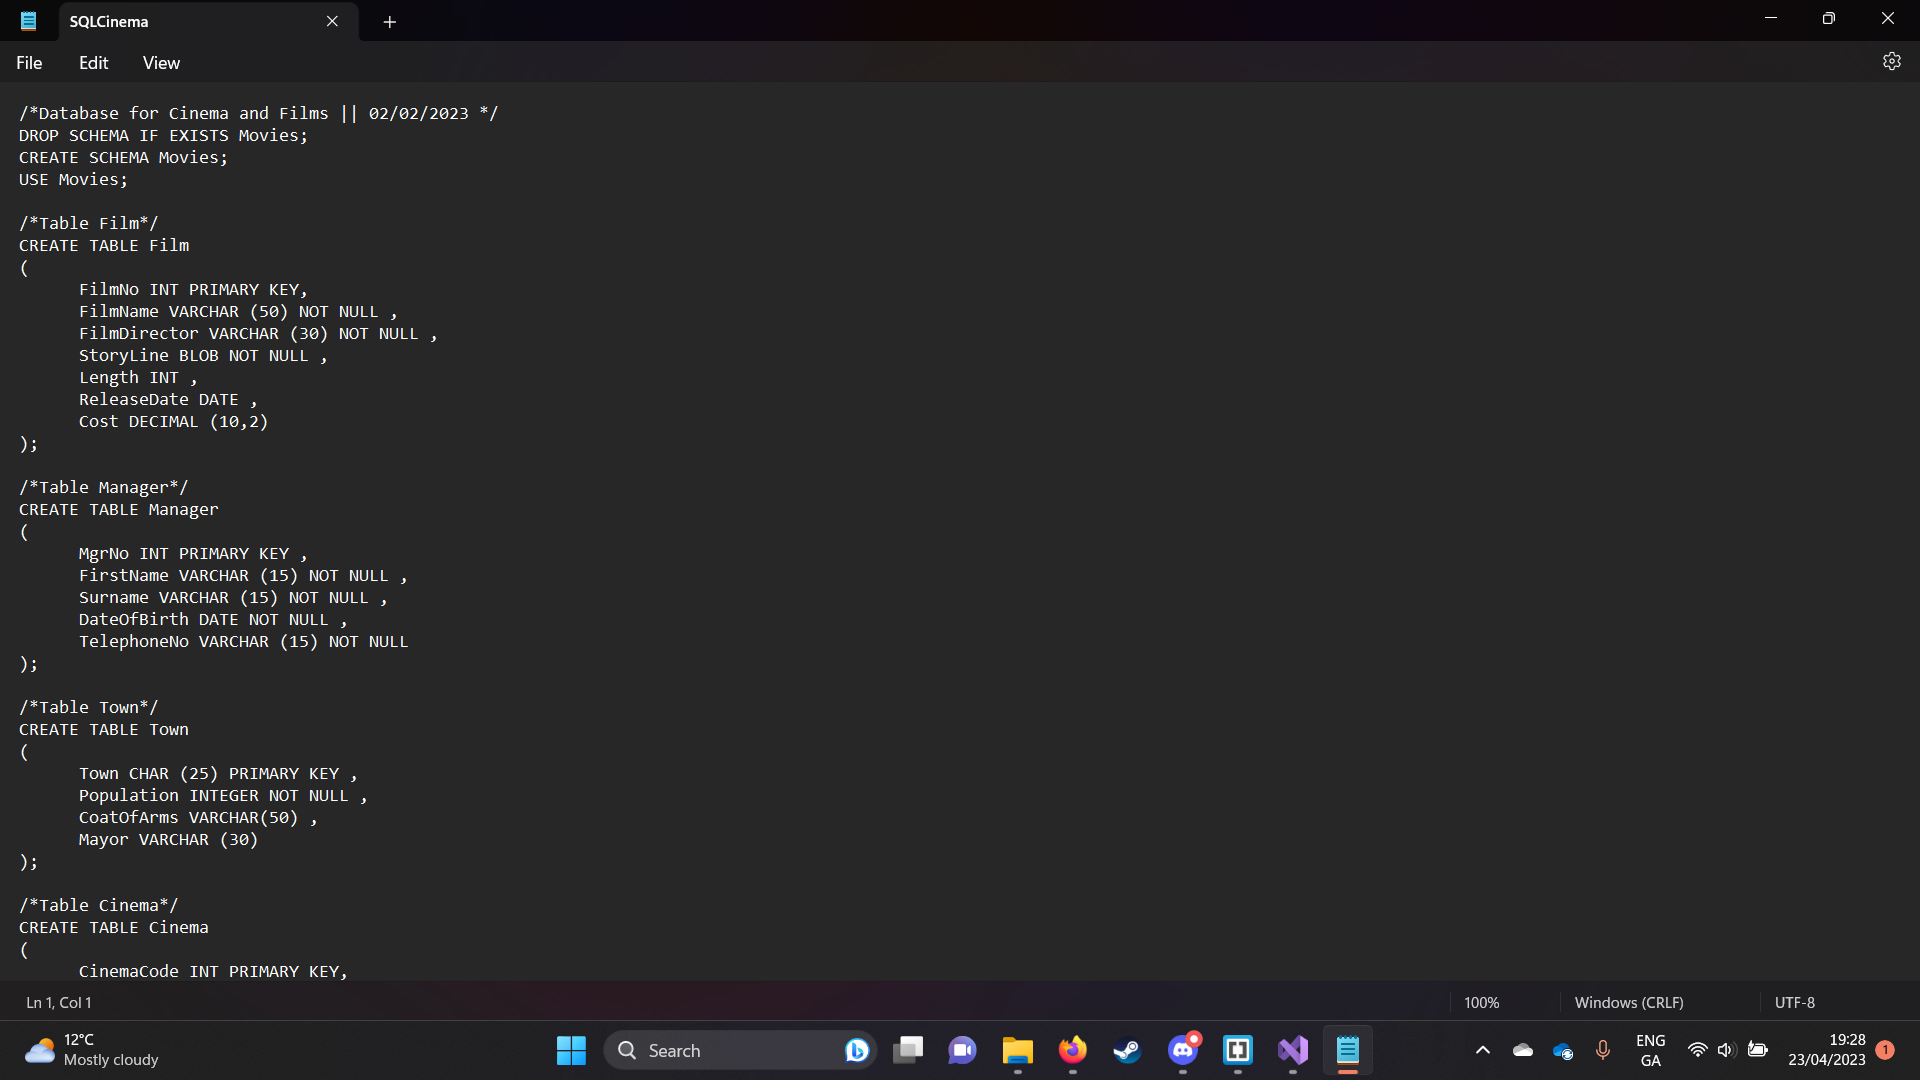 SQLCinema
File Edit View
/*Database for Cinema and Films || 02/02/2023 */
DROP SCHEMA IF EXISTS Movies;
CREATE SCHEMA Movies;
USE Movies;
/*Table Film*/
CREATE TABLE Film
(
FilmNo INT PRIMARY KEY,
FilmName VARCHAR (50) NOT NULL ,
FilmDirector VARCHAR (30) NOT NULL ,
StoryLine BLOB NOT NULL ,
Length INT ,
ReleaseDate DATE ,
Cost DECIMAL (10,2)
);
/*Table Manager*/
CREATE TABLE Manager
(
MgrNo INT PRIMARY KEY ,
FirstName VARCHAR (15) NOT NULL ,
Surname VARCHAR (15) NOT NULL ,
DateOfBirth DATE NOT NULL ,
TelephoneNo VARCHAR (15) NOT NULL
);
/*Table Town*/
CREATE TABLE Town
(
Town CHAR (25) PRIMARY KEY ,
Population INTEGER NOT NULL ,
CoatOfArms VARCHAR(50) ,
Mayor VARCHAR (30)
);
/*Table Cinema*/
CREATE TABLE Cinema
(
CinemaCode INT PRIMARY KEY,
Ln 1, Col 1 100% Windows (CRLF) UTF-8
12°C
Mostly cloudy
Search
ENG
GA
19:28
23/04/2023
1